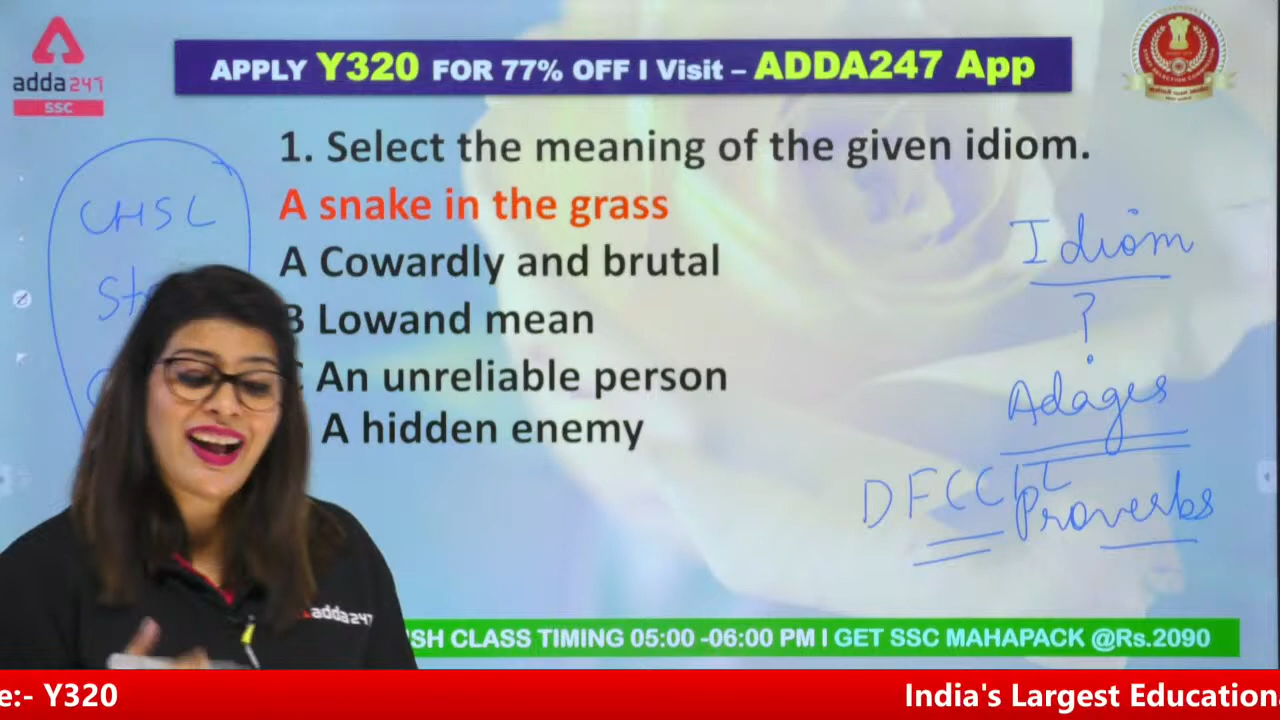 adda247
SSC
APPLY Y320 FOR 77% OFF I Visit – ADDA247 App
1. Select the meaning of the given idiom.
A snake in the grass
A Cowardly and brutal
B Lowand mean
C An unreliable person
A hidden enemy
CHSL
Idiom
?
Adages
DFCCIL
Proverbs
adda247
SH CLASS TIMING 05:00 -06:00 PM I GET SSC MAHAPACK @Rs.2090
e:- Y320
India's Largest Education